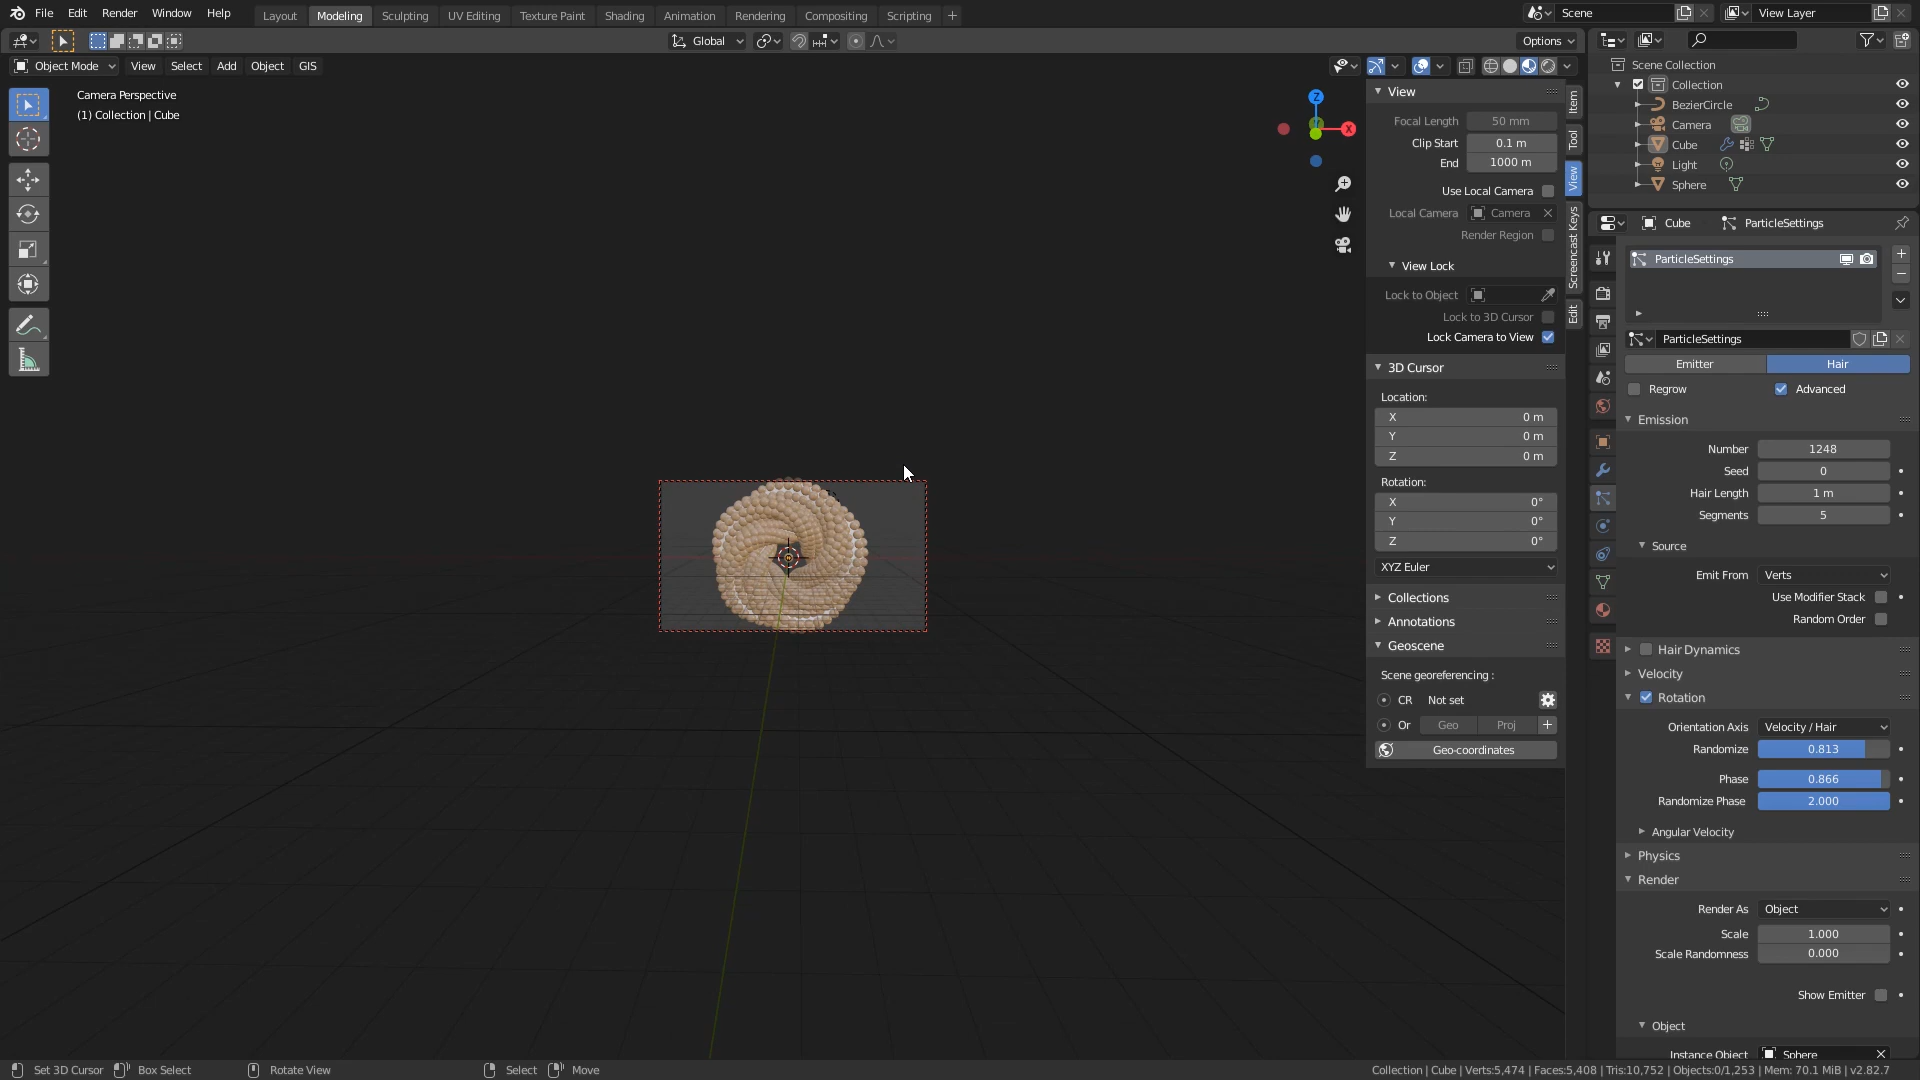 File Edit Render Window Help Layout Modeling Sculpting UV Editing Texture Paint Shading Animation Rendering Compositing Scripting Scene View Layer
Global Options
Object Mode View Select Add Object GIS
Camera Perspective
(1) Collection | Cube
View
Focal Length 50 mm
Clip Start 0.1 m
End 1000 m
Use Local Camera
Local Camera Camera
Render Region
View Lock
Lock to Object
Lock to 3D Cursor
Lock Camera to View
3D Cursor
Location:
X 0 m
Y 0 m
Z 0 m
Rotation:
X 0°
Y 0°
Z 0°
XYZ Euler
Collections
Annotations
Geoscene
Scene georeferencing :
CR Not set
Or Geo Proj
Geo-coordinates
Item
Tool
View
Screencast Keys
Edit
Z
X
Scene Collection
Collection
BezierCircle
Camera
Cube
Light
Sphere
Cube ParticleSettings
ParticleSettings
ParticleSettings
Emitter Hair
Regrow Advanced
Emission
Number 1248
Seed 0
Hair Length 1 m
Segments 5
Source
Emit From Verts
Use Modifier Stack
Random Order
Hair Dynamics
Velocity
Rotation
Orientation Axis Velocity / Hair
Randomize 0.813
Phase 0.866
Randomize Phase 2.000
Angular Velocity
Physics
Render
Render As Object
Scale 1.000
Scale Randomness 0.000
Show Emitter
Object
Instance Object Sphere
Set 3D Cursor Box Select Rotate View Select Move Collection | Cube | Verts:5,474 | Faces:5,408 | Tris:10,752 | Objects:0/1,253 | Mem: 70.1 MiB | v2.82.7